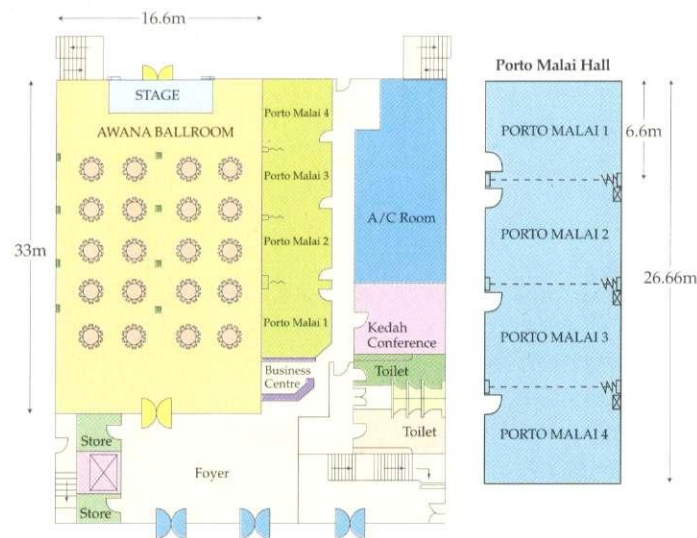 16.6m
33m
STAGE
AWANA BALLROOM
Porto Malai 4
Porto Malai 3
Porto Malai 2
Porto Malai 1
A/C Room
Kedah
Conference
Business
Centre
Toilet
Toilet
Store
Foyer
Store
Porto Malai Hall
PORTO MALAI 1
6.6m
PORTO MALAI 2
26.66m
PORTO MALAI 3
PORTO MALAI 4